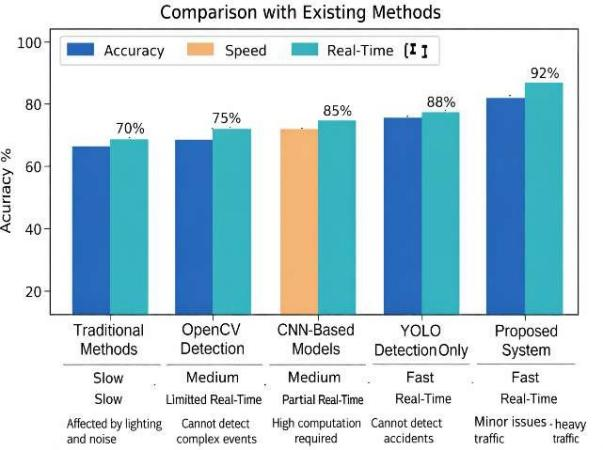 Comparison with Existing Methods
Accuracy Speed Real-Time
100
80
60
40
20
Acuriacy %
70% 75% 85% 88% 92%
Traditional Methods
OpenCV Detection
CNN-Based Models
YOLO Detection Only
Proposed System
Slow Medium Medium Fast Fast
Slow Limitted Real-Time Partial Real-Time Real-Time Real-Time
Affected by lighting and noise
Cannot detect complex events
High computation required
Cannot detect accidents
Minor issues - heavy
traffic traffic